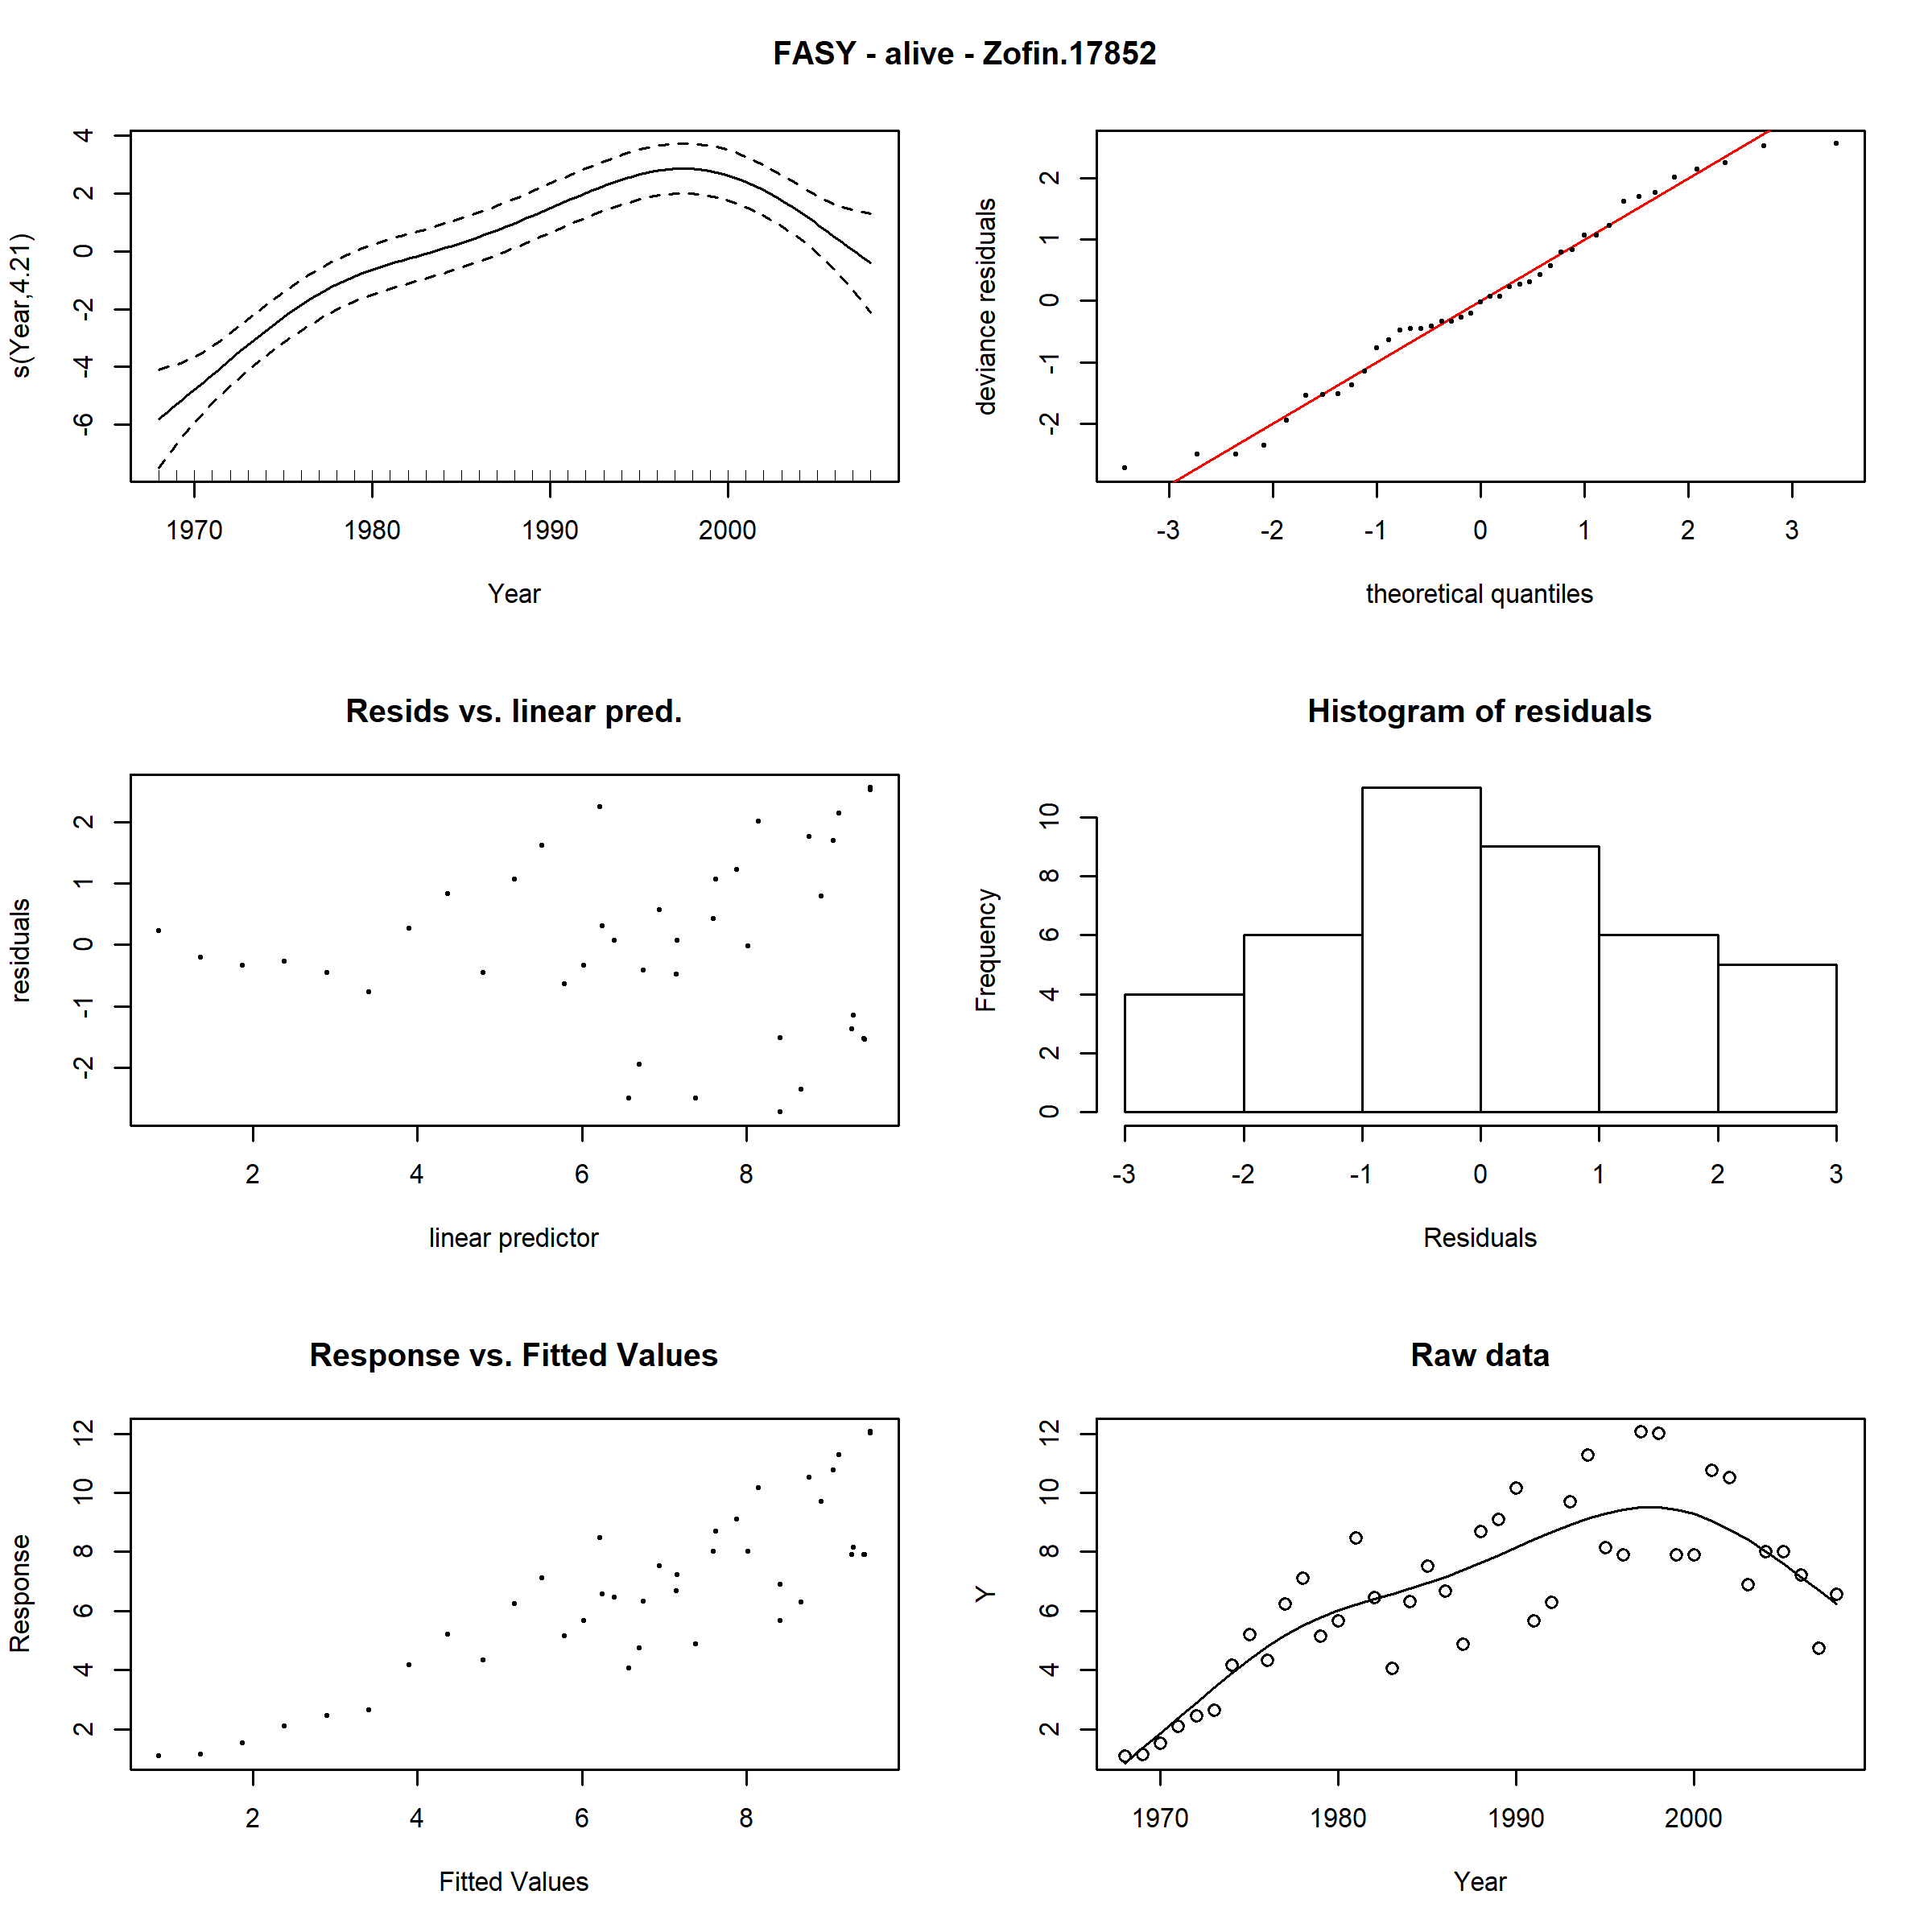 FASY - alive - Zofin.17852
s(Year,4.21)
4
2
0
-2
-4
-6
1970 1980 1990 2000
Year
deviance residuals
2
1
0
-1
-2
-3 -2 -1 0 1 2 3
theoretical quantiles
Resids vs. linear pred.
residuals
2
1
0
-1
-2
2 4 6 8
linear predictor
Histogram of residuals
Frequency
10
8
6
4
2
0
-3 -2 -1 0 1 2 3
Residuals
Response vs. Fitted Values
Response
12
10
8
6
4
2
2 4 6 8
Fitted Values
Raw data
Y
12
10
8
6
4
2
1970 1980 1990 2000
Year